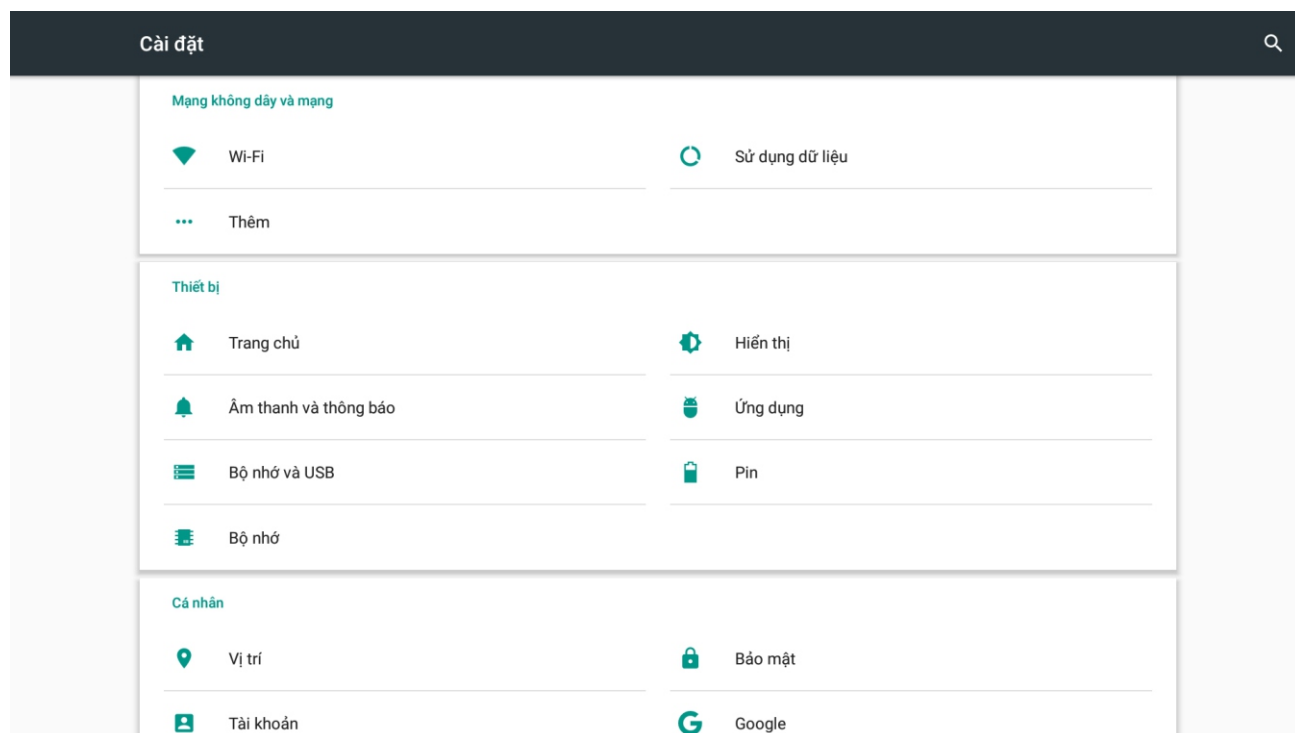 Cài đặt
Mạng không dây và mạng
Wi-Fi
Sử dụng dữ liệu
Thêm
Thiết bị
Trang chủ
Hiển thị
Âm thanh và thông báo
Ứng dụng
Bộ nhớ và USB
Pin
Bộ nhớ
Cá nhân
Vị trí
Bảo mật
Tài khoản
Google